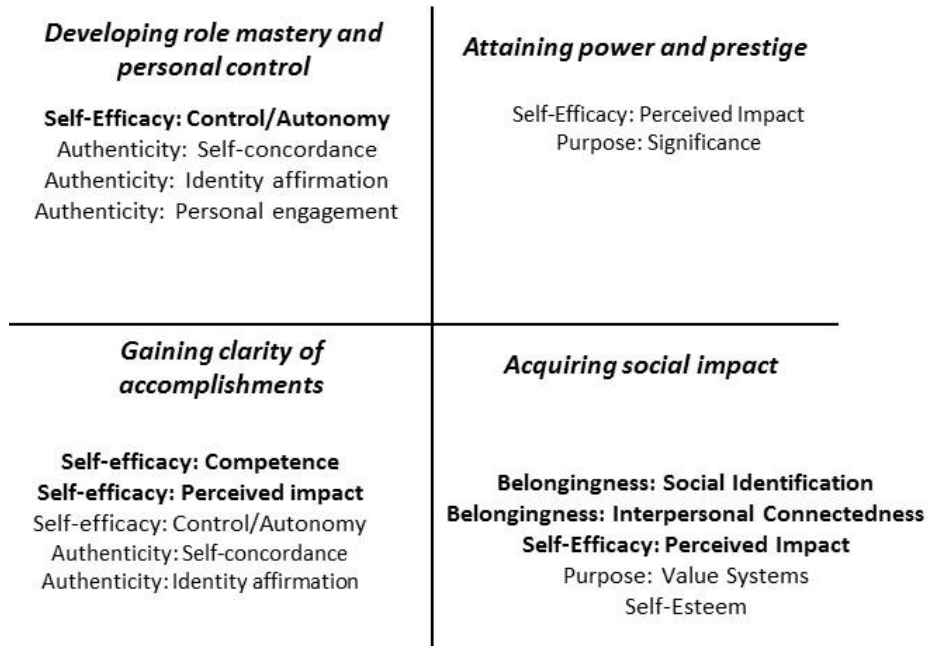 Developing role mastery and
personal control
Self-Efficacy: Control/Autonomy
Authenticity: Self-concordance
Authenticity: Identity affirmation
Authenticity: Personal engagement
Attaining power and prestige
Self-Efficacy: Perceived Impact
Purpose: Significance
Gaining clarity of
accomplishments
Self-efficacy: Competence
Self-efficacy: Perceived impact
Self-efficacy: Control/Autonomy
Authenticity: Self-concordance
Authenticity: Identity affirmation
Acquiring social impact
Belongingness: Social Identification
Belongingness: Interpersonal Connectedness
Self-Efficacy: Perceived Impact
Purpose: Value Systems
Self-Esteem